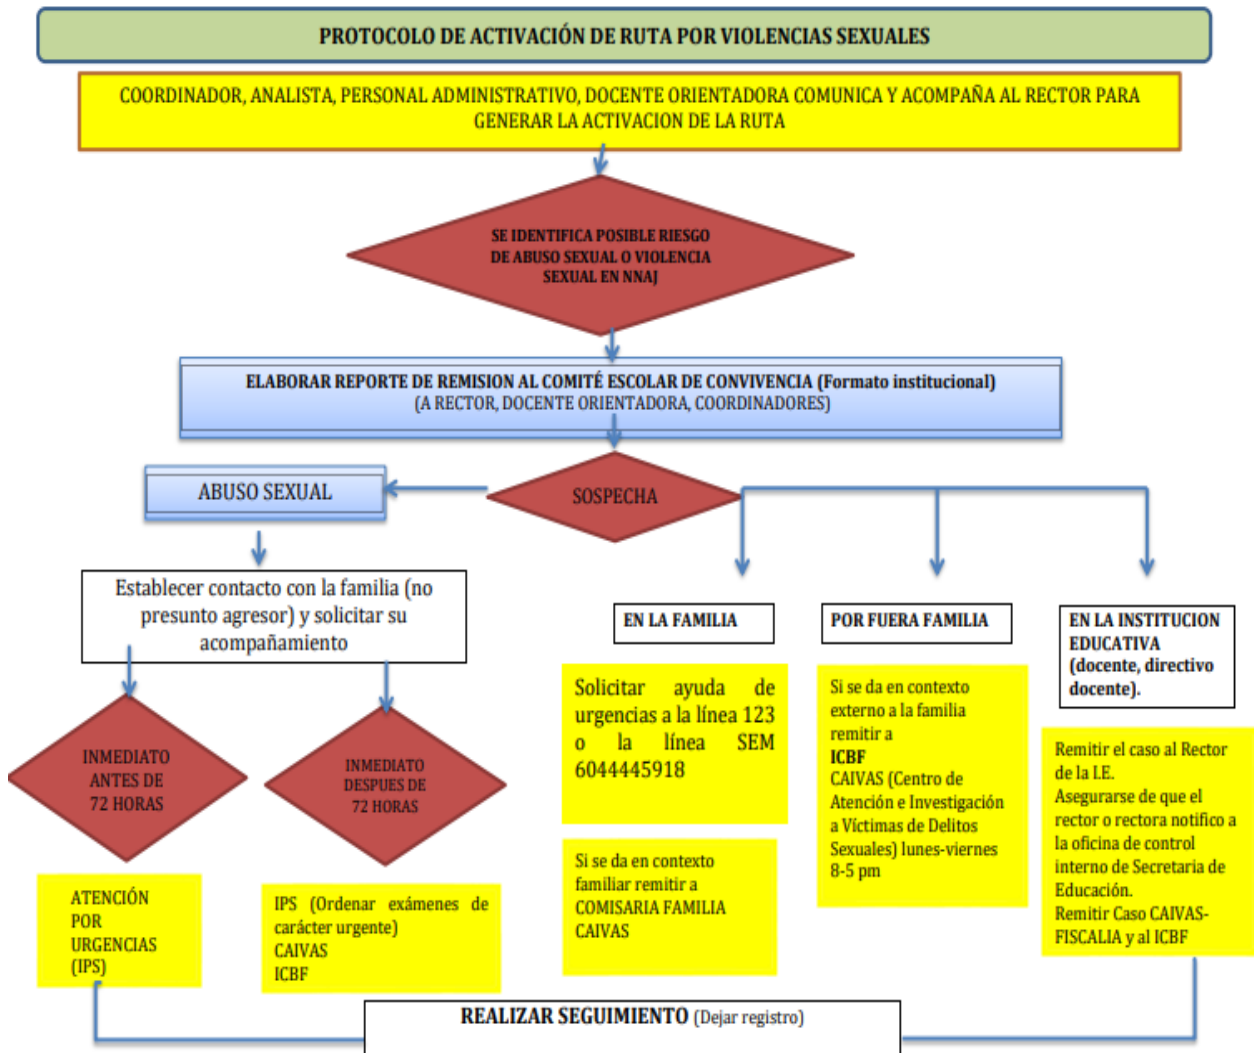 PROTOCOLO DE ACTIVACIÓN DE RUTA POR VIOLENCIAS SEXUALES
COORDINADOR, ANALISTA, PERSONAL ADMINISTRATIVO, DOCENTE ORIENTADORA COMUNICA Y ACOMPAÑA AL RECTOR PARA
GENERAR LA ACTIVACION DE LA RUTA
SE IDENTIFICA POSIBLE RIESGO
DE ABUSO SEXUAL O VIOLENCIA
SEXUAL EN NNAJ
ELABORAR REPORTE DE REMISION AL COMITÉ ESCOLAR DE CONVIVENCIA (Formato institucional)
(A RECTOR, DOCENTE ORIENTADORA, COORDINADORES)
ABUSO SEXUAL
SOSPECHA
Establecer contacto con la familia (no
presunto agresor) y solicitar su
acompañamiento
INMEDIATO
ANTES DE
72 HORAS
INMEDIATO
DESPUES DE
72 HORAS
ATENCIÓN
POR
URGENCIAS
(IPS)
IPS (Ordenar exámenes de
carácter urgente)
CAIVAS
ICBF
EN LA FAMILIA
Solicitar ayuda de
urgencias a la línea 123
o la línea SEM
6044445918
Si se da en contexto
familiar remitir a
COMISARIA FAMILIA
CAIVAS
POR FUERA FAMILIA
Si se da en contexto
externo a la familia
remitir a
ICBF
CAIVAS (Centro de
Atención e Investigación
a Víctimas de Delitos
Sexuales) lunes-viernes
8-5 pm
EN LA INSTITUCION
EDUCATIVA
(docente, directivo
docente).
Remitir el caso al Rector
de la I.E.
Asegurarse de que el
rector o rectora notifico a
la oficina de control
interno de Secretaria de
Educación.
Remitir Caso CAIVAS-
FISCALIA y al ICBF
REALIZAR SEGUIMIENTO (Dejar registro)